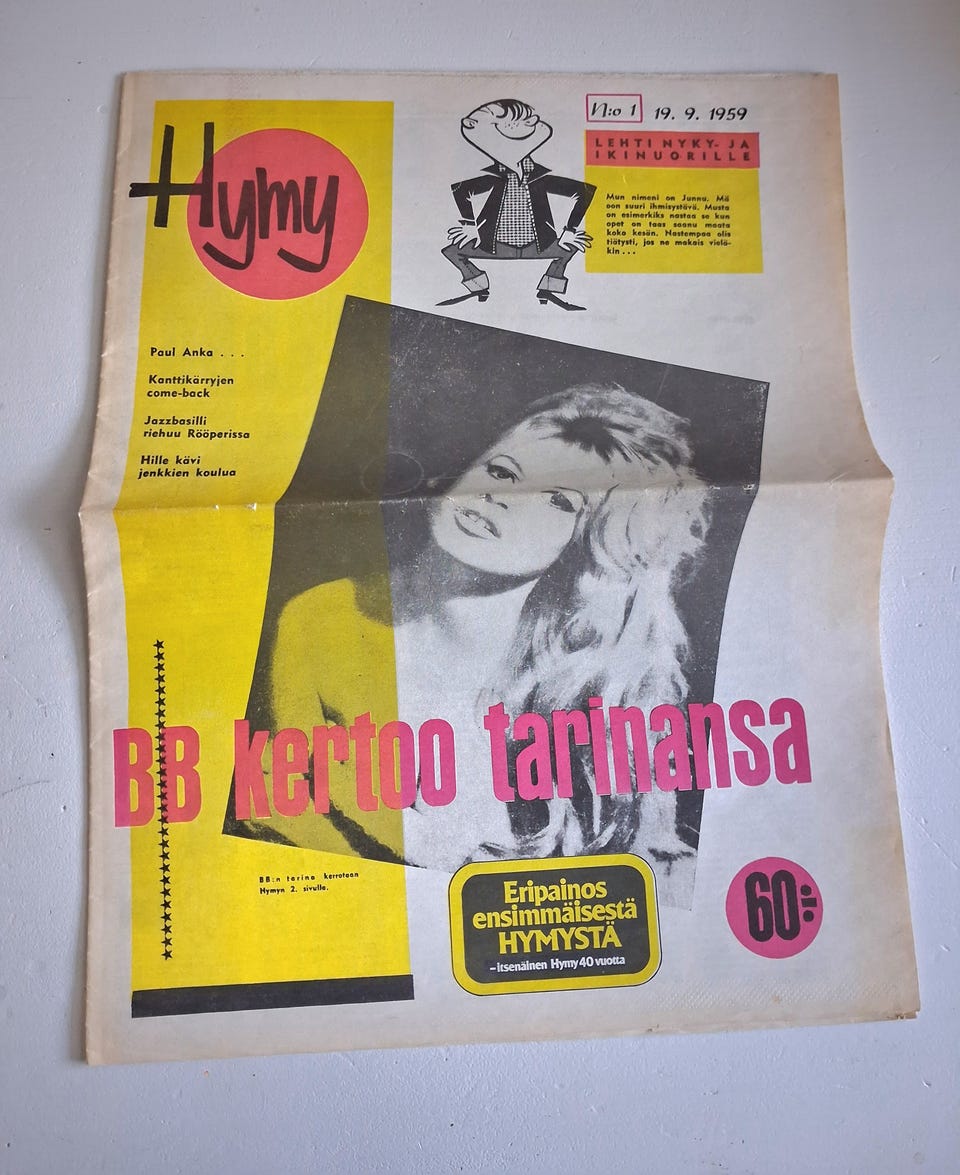 Hymy
N:o 1 19. 9. 1959
LEHTI NYKY- JA
IKINUORILLE
Mun nimeni on Junnu. Mä
oon suuri ihmisystävä. Musta
on esimerkiks nastaa se kun
opet on taas saanu maata
koko kesän. Nastempaa olis
tiätysti, jos ne makais vielä-
kin...
Paul Anka . . .
Kanttikärryjen
come-back
Jazzbasilli
riehuu Rööperissa
Hille kävi
jenkkien koulua
BB kertoo tarinansa
BB:n tarina kerrotaan
Hymyn 2. sivulla.
Eripainos
ensimmäisestä
HYMYSTÄ
–itsenäinen Hymy 40 vuotta
60:-